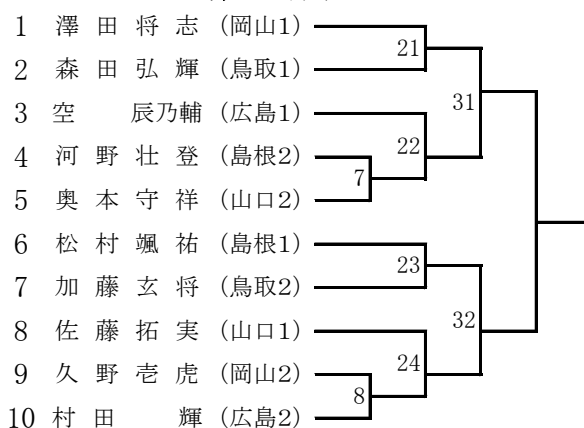 1 澤田将志 (岡山1)
2 森田弘輝 (鳥取1)
3 空 辰乃輔 (広島1)
4 河野壮登 (島根2)
5 奥本守祥 (山口2)
6 松村颯祐 (島根1)
7 加藤玄将 (鳥取2)
8 佐藤拓実 (山口1)
9 久野壱虎 (岡山2)
10 村田 輝 (広島2)
21
31
22
7
23
32
24
8